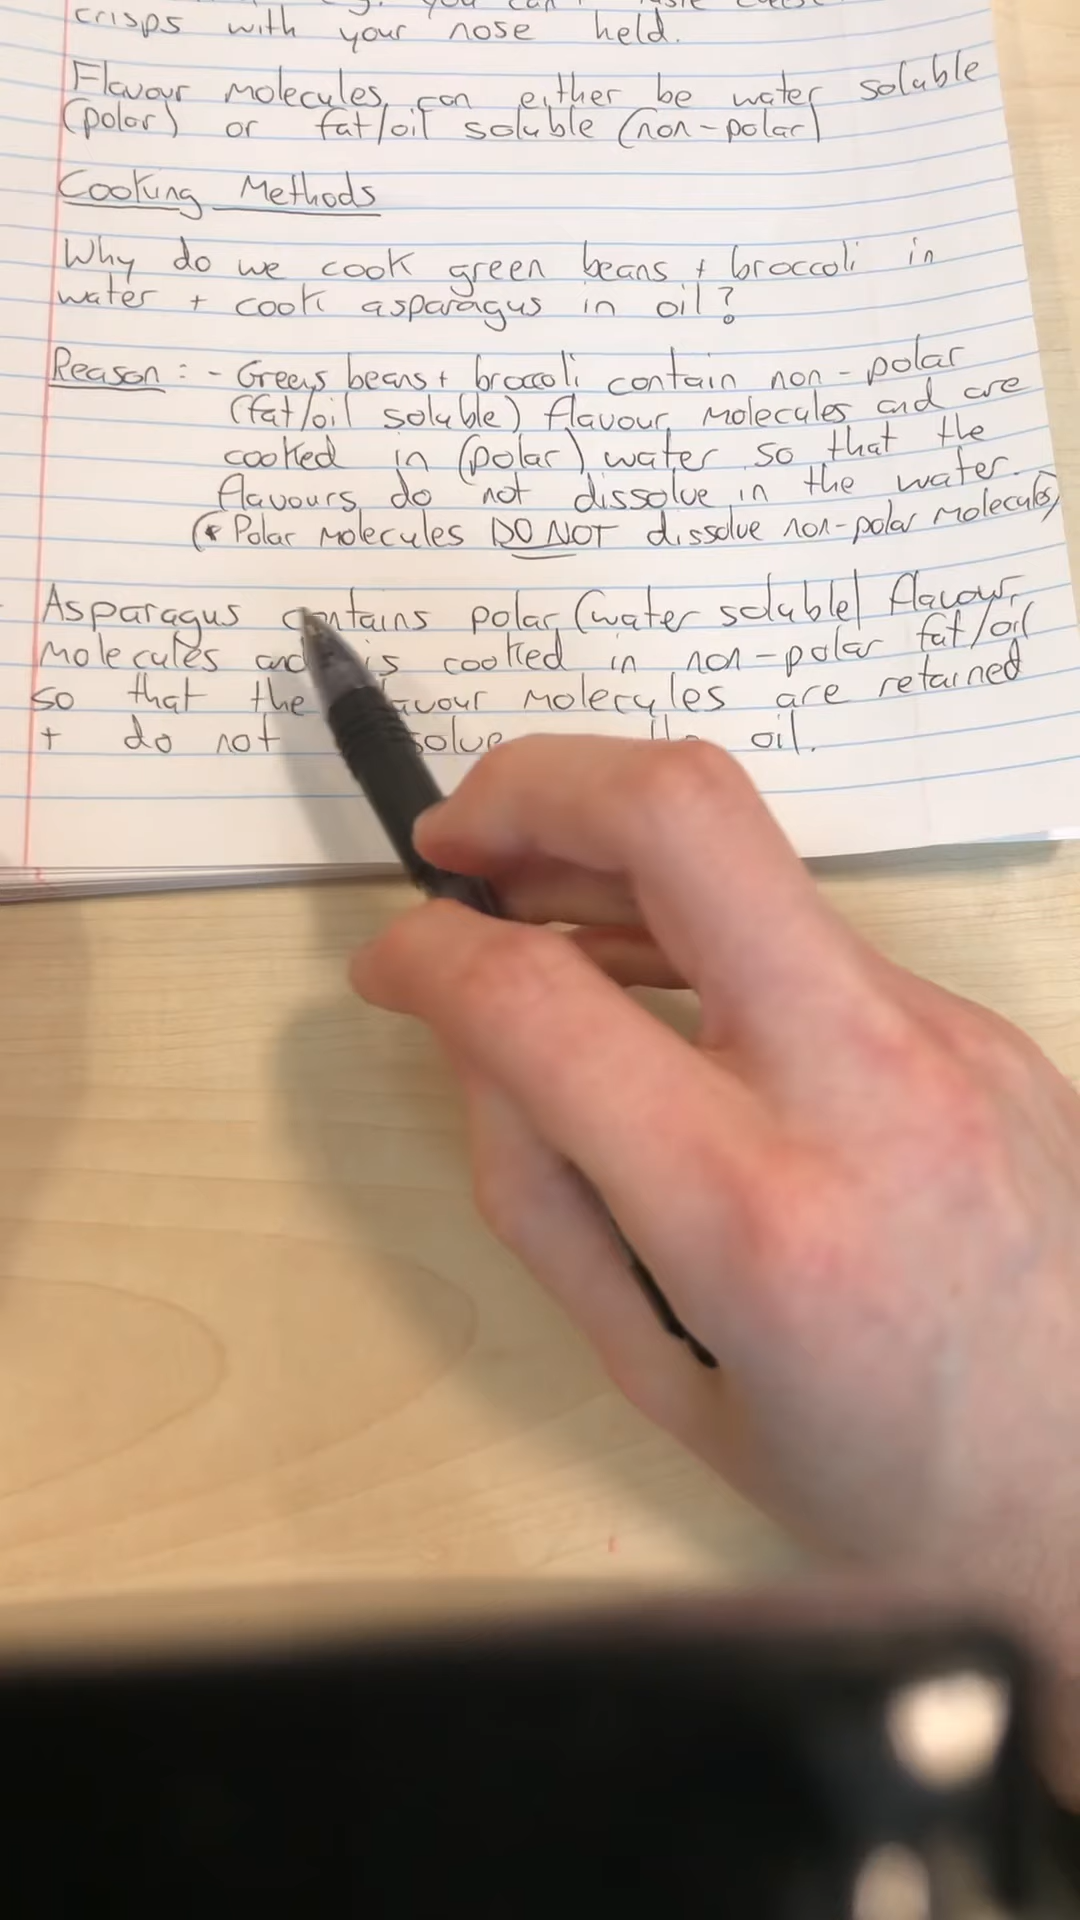 crisps with your nose held.
Flavour molecules can either be water soluble
(polar) or fat/oil soluble (non-polar)
Cooking Methods
Why do we cook green beans + broccoli in
water + cook asparagus in oil?
Reason: - Greens beans + broccoli contain non-polar
(fat/oil soluble) flavour molecules and are
cooked in (polar) water so that the
flavours do not dissolve in the water.
(* Polar molecules DO NOT dissolve non-polar molecules)
Asparagus contains polar (water soluble) flavour
molecules and is cooked in non-polar fat/oil
so that the flavour molecules are retained
+ do not oil.